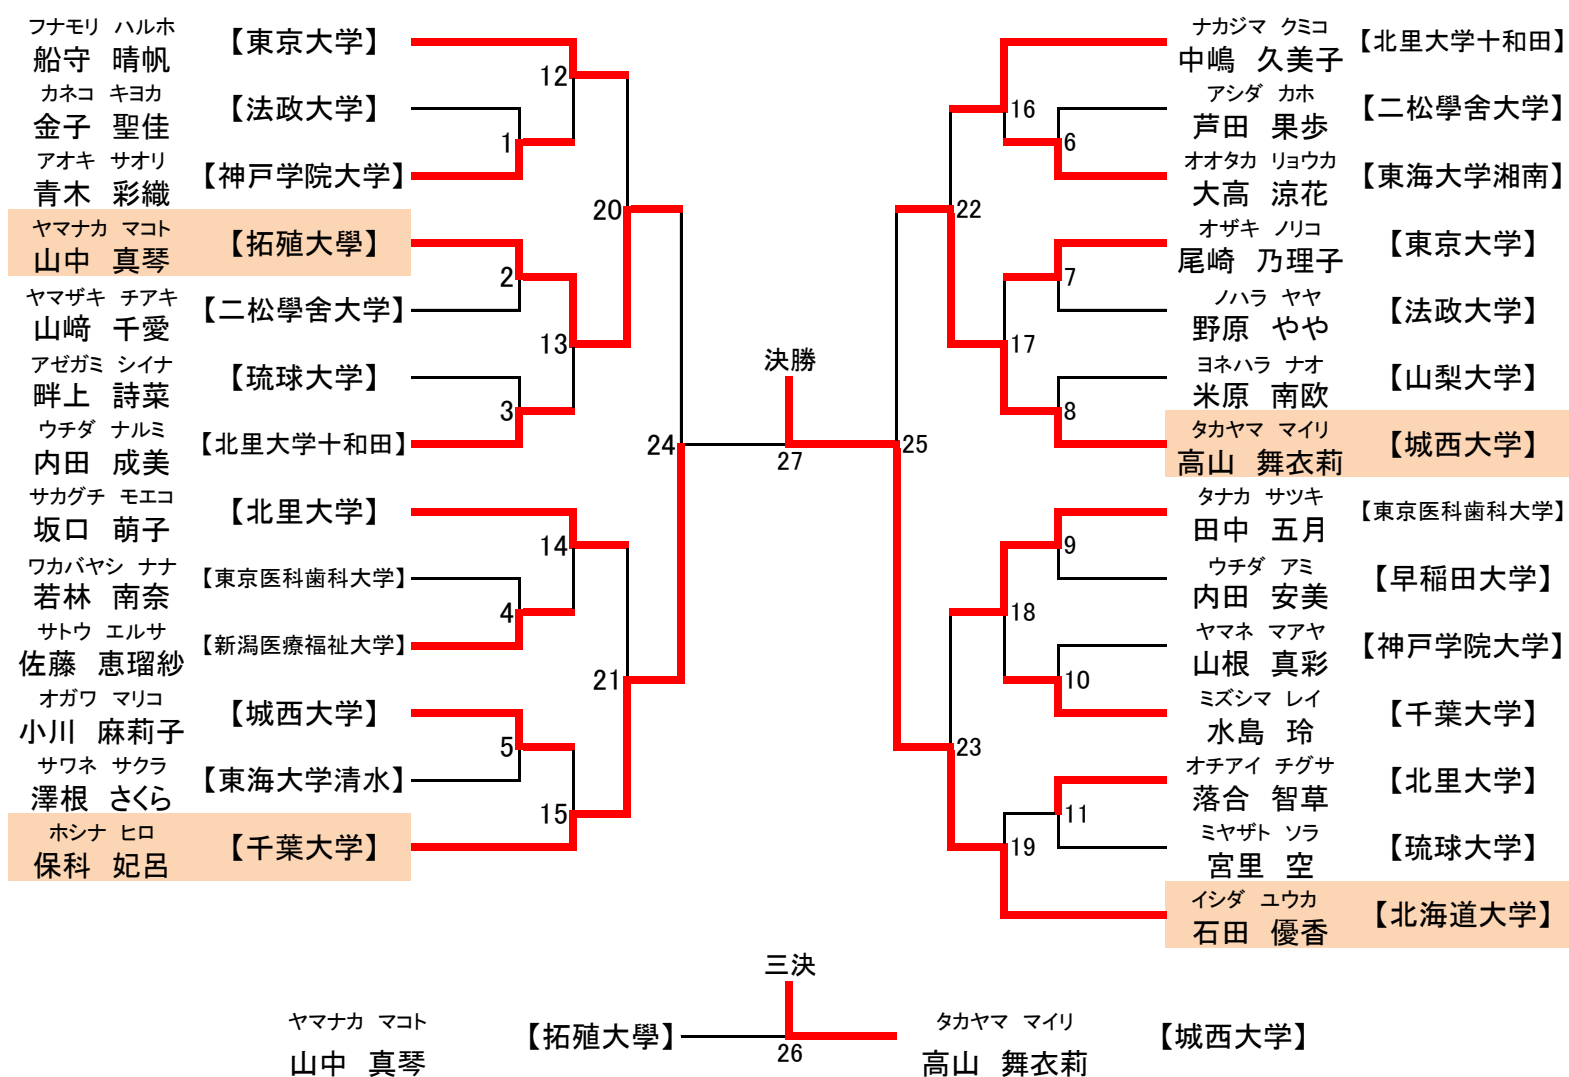 フナモリ ハルホ
船守 晴帆 【東京大学】
カネコ キヨカ
金子 聖佳 【法政大学】
アオキ サオリ
青木 彩織 【神戸学院大学】
ヤマナカ マコト
山中 真琴 【拓殖大學】
ヤマザキ チアキ
山﨑 千愛 【二松學舎大学】
アゼガミ シイナ
畔上 詩菜 【琉球大学】
ウチダ ナルミ
内田 成美 【北里大学十和田】
サカグチ モエコ
坂口 萌子 【北里大学】
ワカバヤシ ナナ
若林 南奈 【東京医科歯科大学】
サトウ エルサ
佐藤 恵瑠紗 【新潟医療福祉大学】
オガワ マリコ
小川 麻莉子 【城西大学】
サワネ サクラ
澤根 さくら 【東海大学清水】
ホシナ ヒロ
保科 妃呂 【千葉大学】
12
1
20
2
13
3
24
14
4
21
5
15
決勝
27
16
6
22
7
17
8
25
9
18
10
23
11
19
ナカジマ クミコ
中嶋 久美子 【北里大学十和田】
アシダ カホ
芦田 果歩 【二松學舎大学】
オオタカ リョウカ
大高 涼花 【東海大学湘南】
オザキ ノリコ
尾崎 乃理子 【東京大学】
ノハラ ヤヤ
野原 やや 【法政大学】
ヨネハラ ナオ
米原 南欧 【山梨大学】
タカヤマ マイリ
高山 舞衣莉 【城西大学】
タナカ サツキ
田中 五月 【東京医科歯科大学】
ウチダ アミ
内田 安美 【早稲田大学】
ヤマネ マアヤ
山根 真彩 【神戸学院大学】
ミズシマ レイ
水島 玲 【千葉大学】
オチアイ チグサ
落合 智草 【北里大学】
ミヤザト ソラ
宮里 空 【琉球大学】
イシダ ユウカ
石田 優香 【北海道大学】
三決
26
ヤマナカ マコト
山中 真琴 【拓殖大學】
タカヤマ マイリ
高山 舞衣莉 【城西大学】